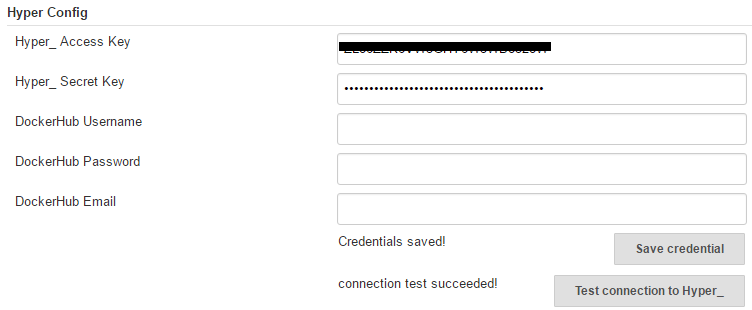 Hyper Config
Hyper_ Access Key
Hyper_ Secret Key
DockerHub Username
DockerHub Password
DockerHub Email
Credentials saved!
Save credential
connection test succeeded!
Test connection to Hyper_